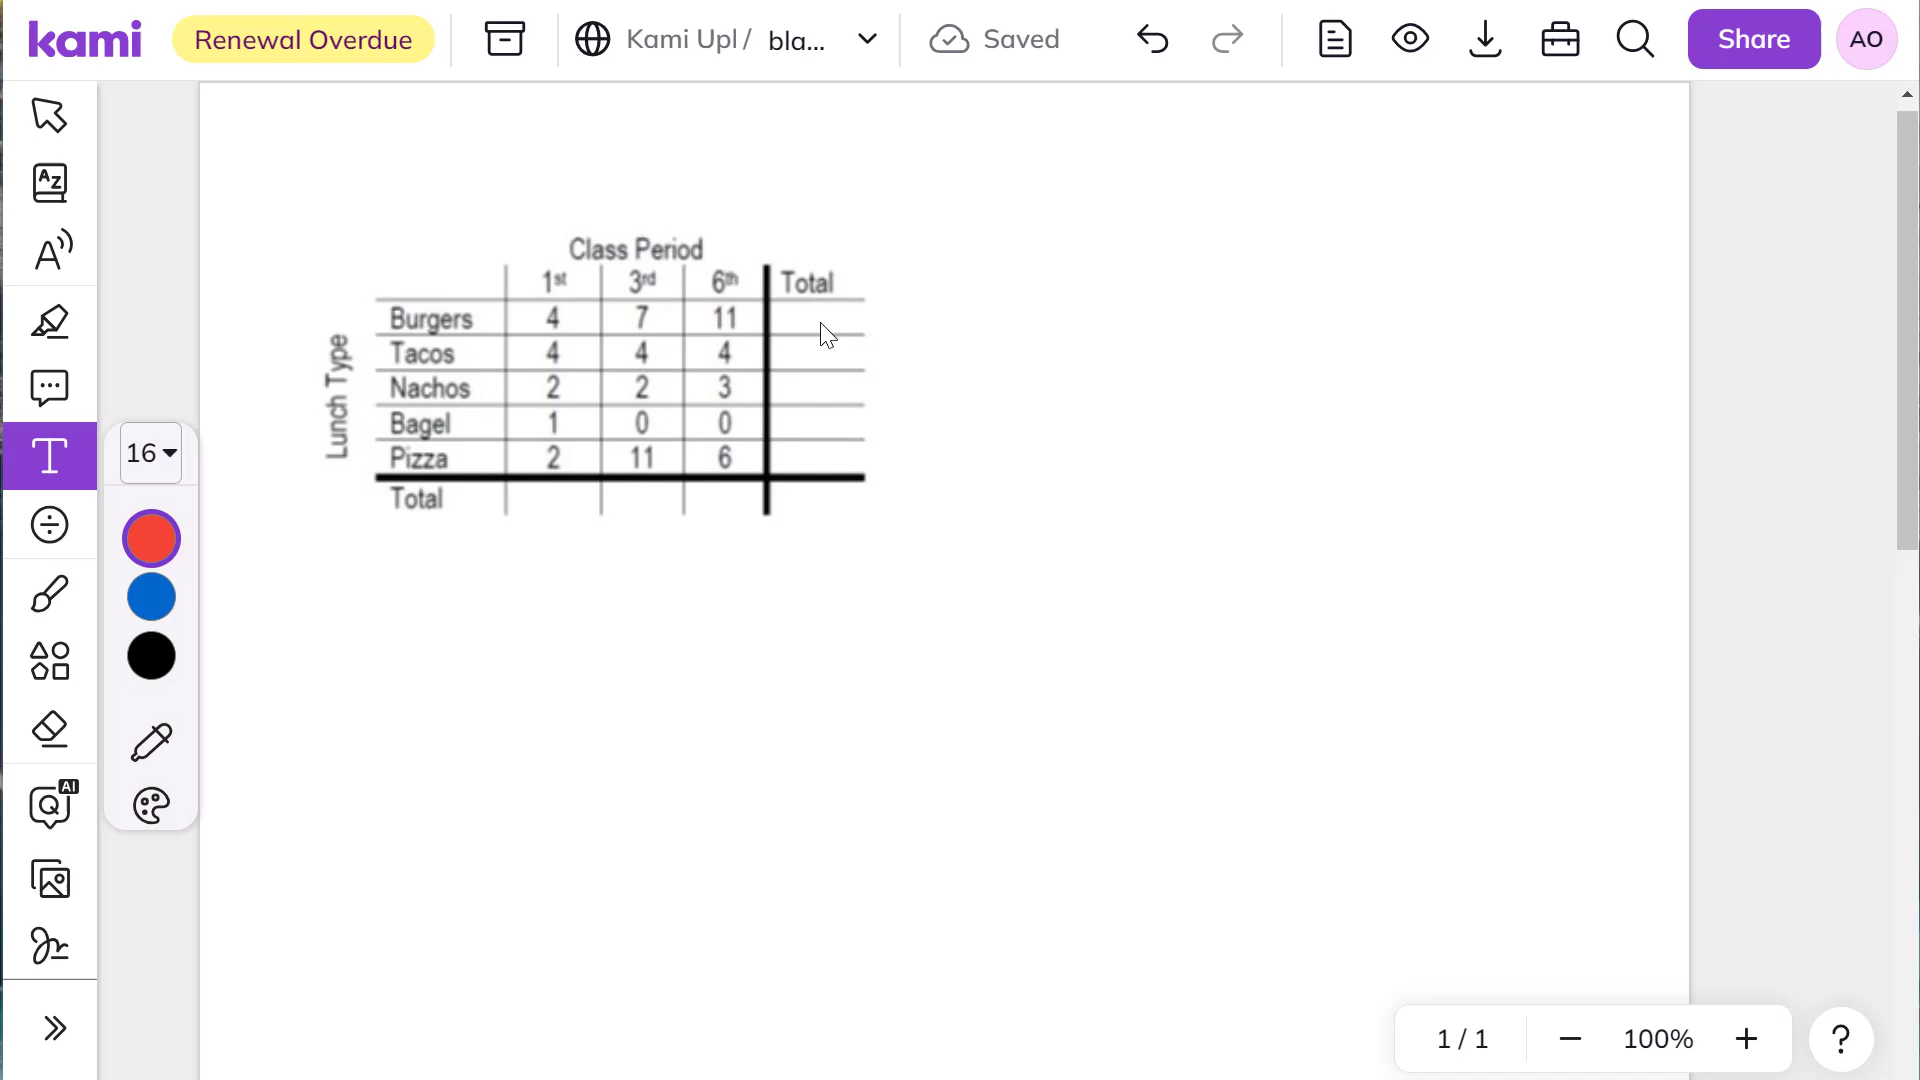 kami Renewal Overdue Kami Upl / bla... Saved Share AO
Class Period
1st 3rd 6th Total
Burgers 4 7 11
Tacos 4 4 4
Nachos 2 2 3
Bagel 1 0 0
Pizza 2 11 6
Total
Lunch Type
16
AI
1 / 1 100% ?